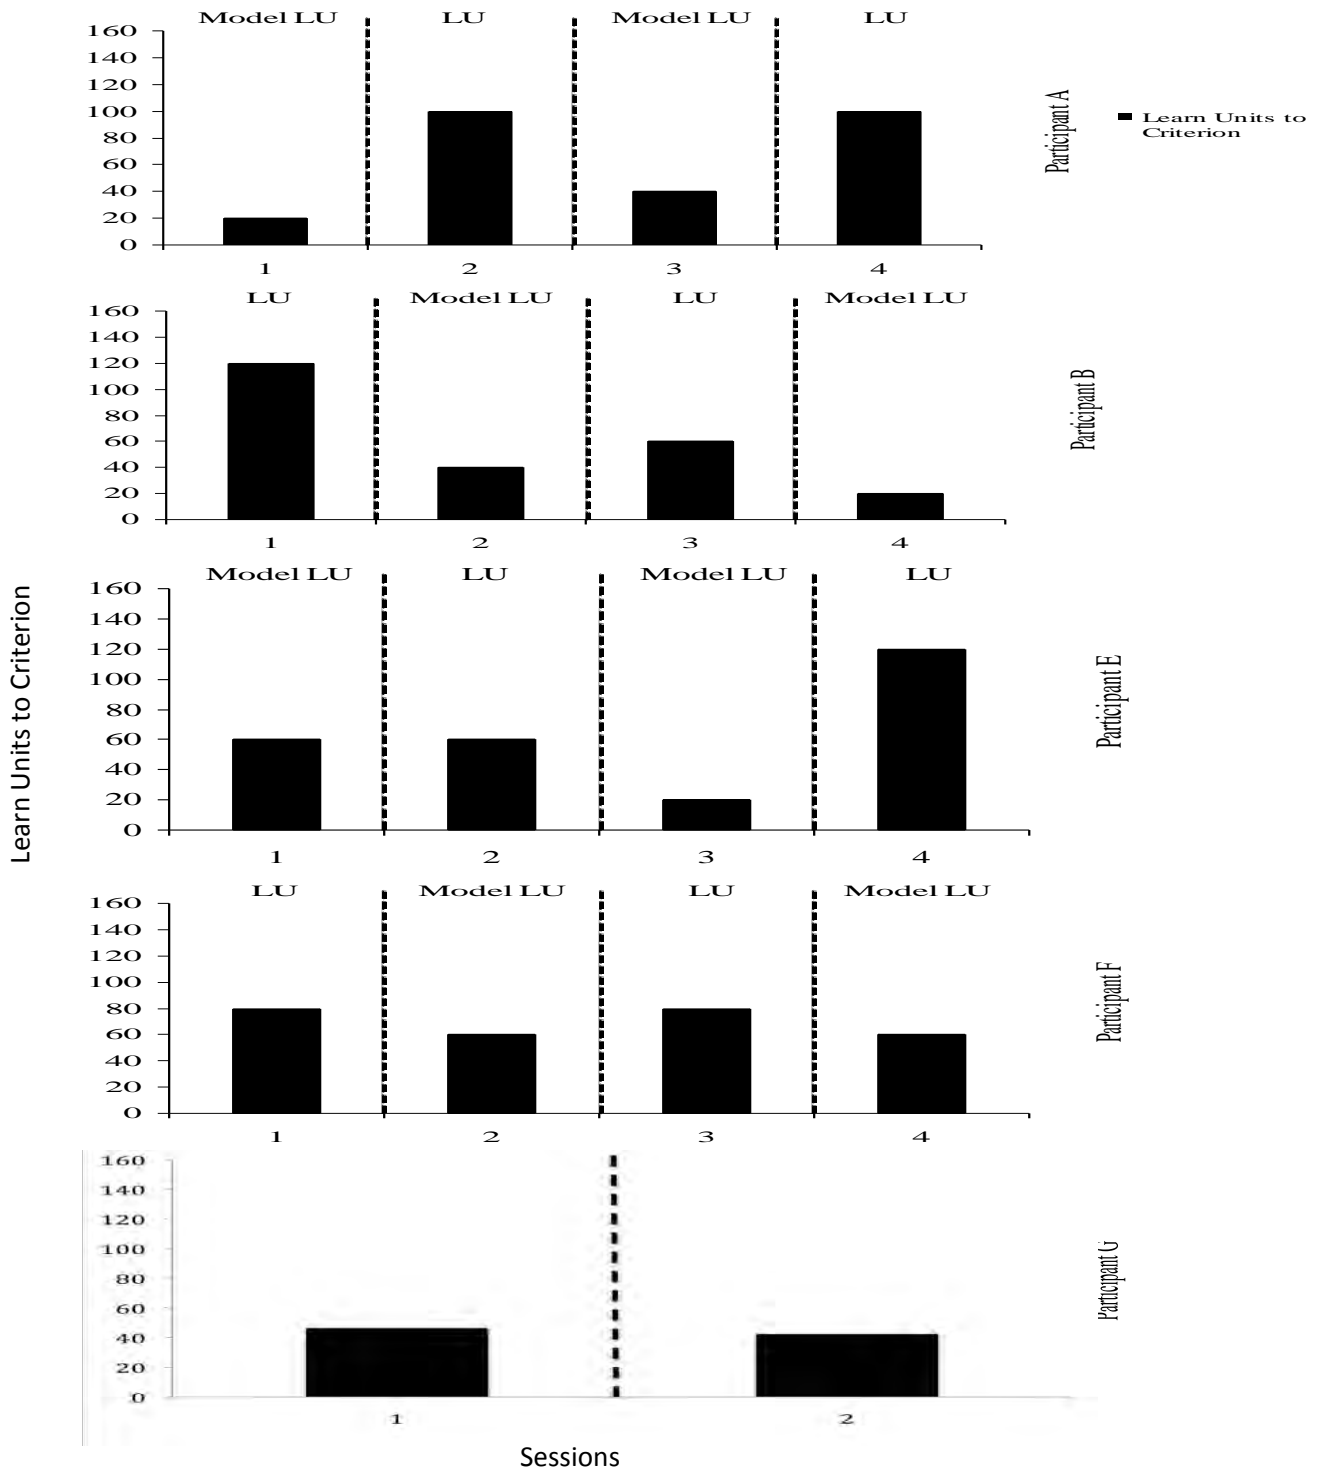 Model LU LU Model LU LU
160
140
120
100
80
60
40
20
0
1 2 3 4
Participant A
Learn Units to
Criterion
LU Model LU LU Model LU
160
140
120
100
80
60
40
20
0
1 2 3 4
Participant B
Model LU LU Model LU LU
160
140
120
100
80
60
40
20
0
1 2 3 4
Participant E
Learn Units to Criterion
LU Model LU LU Model LU
160
140
120
100
80
60
40
20
0
1 2 3 4
Participant F
160
140
120
100
80
60
40
20
0
1 2
Participant G
Sessions